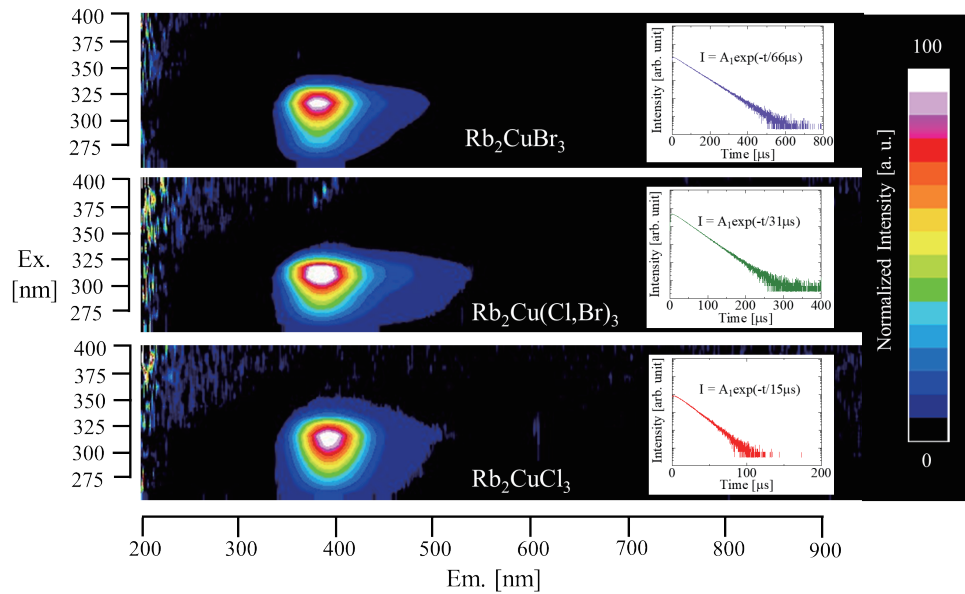 400
375
350
325
300
275
Rb₂CuBr₃
Intensity [arb. unit]
I = A₁exp(-t/66μs)
0 200 400 600 800
Time [μs]
400
375
350
325
300
275
Ex.
[nm]
Rb₂Cu(Cl,Br)₃
Intensity [arb. unit]
I = A₁exp(-t/31μs)
0 100 200 300 400
Time [μs]
400
375
350
325
300
275
Rb₂CuCl₃
Intensity [arb. unit]
I = A₁exp(-t/15μs)
0 100 200
Time [μs]
200 300 400 500 600 700 800 900
Em. [nm]
100
Normalized Intensity [a. u.]
0